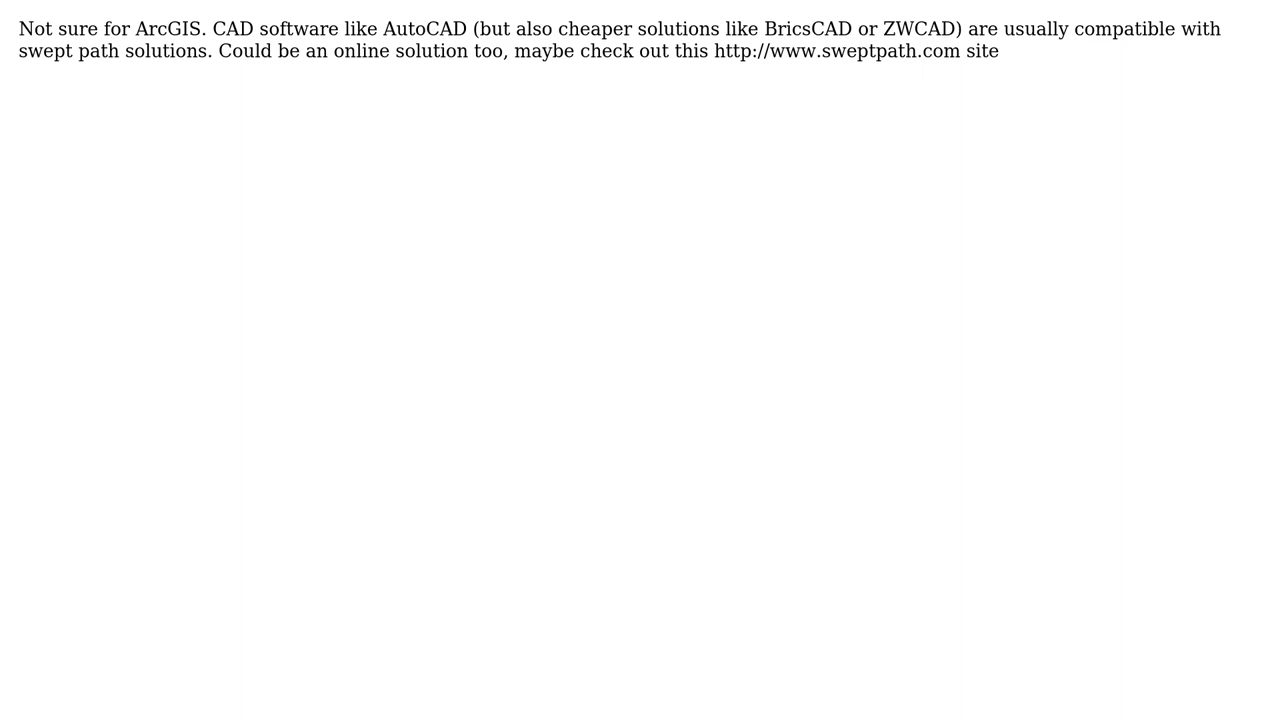 Not sure for ArcGIS. CAD software like AutoCAD (but also cheaper solutions like BricsCAD or ZWCAD) are usually compatible with
swept path solutions. Could be an online solution too, maybe check out this http://www.sweptpath.com site